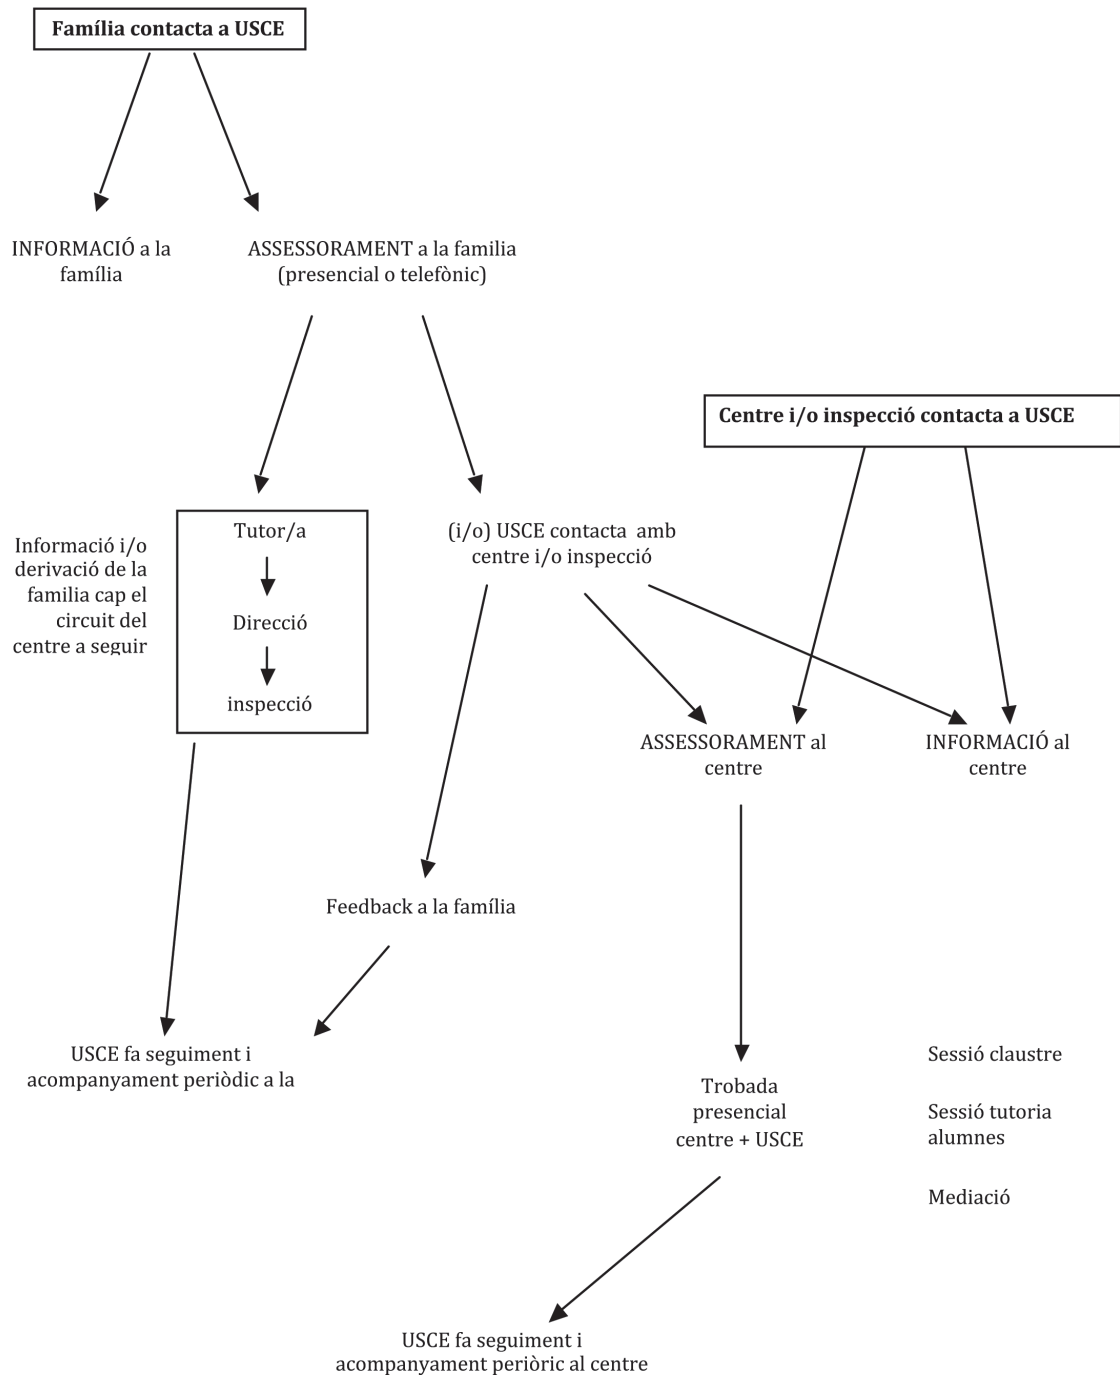 Família contacta a USCE
INFORMACIÓ a la
família
ASSESSORAMENT a la familia
(presencial o telefònic)
Centre i/o inspecció contacta a USCE
Informació i/o
derivació de la
familia cap el
circuit del
centre a seguir
Tutor/a
Direcció
inspecció
(i/o) USCE contacta amb
centre i/o inspecció
ASSESSORAMENT al
centre
INFORMACIÓ al
centre
Feedback a la família
USCE fa seguiment i
acompanyament periòdic a la
Trobada
presencial
centre + USCE
Sessió claustre
Sessió tutoria
alumnes
Mediació
USCE fa seguiment i
acompanyament periòric al centre